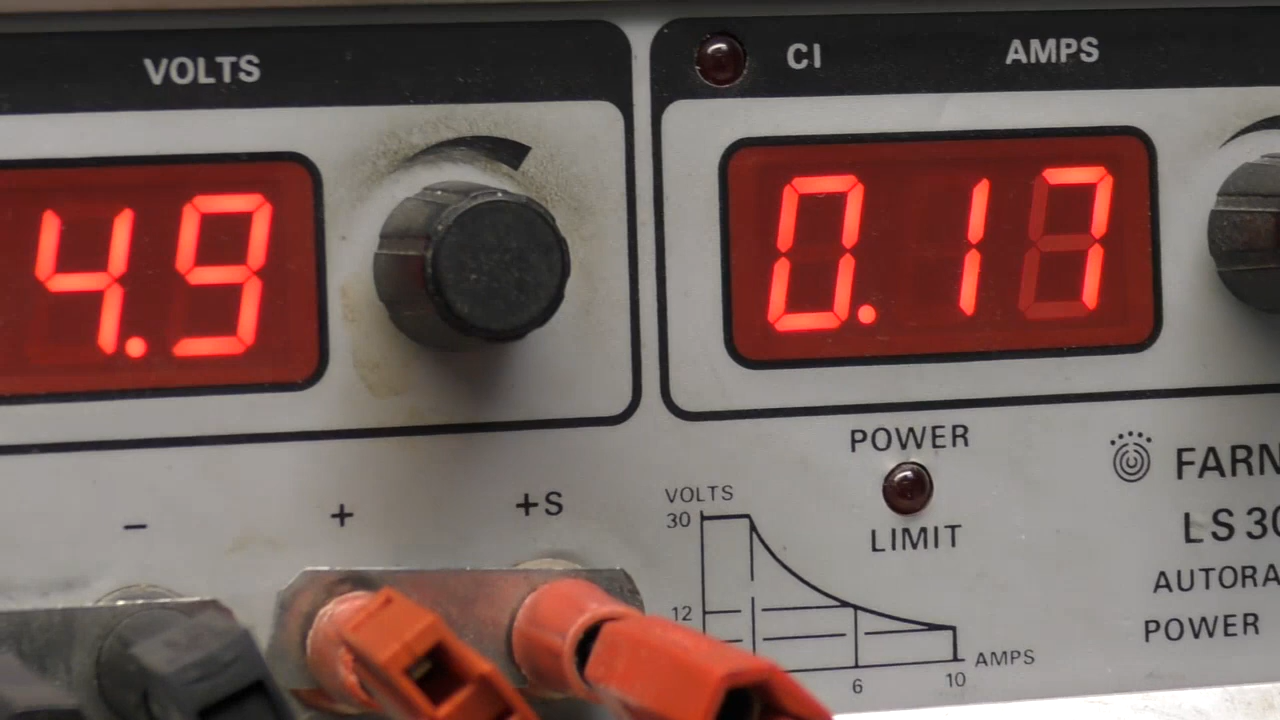 VOLTS
CI AMPS
4.9
0.17
POWER
LIMIT
- + +S
VOLTS
30
12
6 10 AMPS
FARN
LS 30
AUTORA
POWER